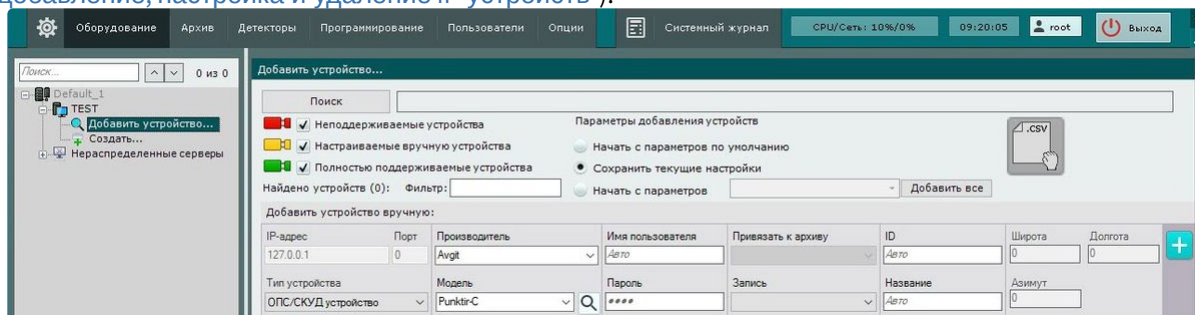 добавление, настройка и удаление IP-устройств").
Оборудование Архив Детекторы Программирование Пользователи Опции Системный журнал CPU/Сеть: 10%/0% 09:20:05 root Выход
Поиск... 0 из 0
Default_1
TEST
Добавить устройство...
Создать...
Нераспределенные серверы
Добавить устройство...
Поиск
Неподдерживаемые устройства
Настраиваемые вручную устройства
Полностью поддерживаемые устройства
Найдено устройств (0): Фильтр:
Параметры добавления устройств
Начать с параметров по умолчанию
Сохранить текущие настройки
Начать с параметров Добавить все
.CSV
Добавить устройство вручную:
IP-адрес Порт Производитель Имя пользователя Привязать к архиву ID Широта Долгота
127.0.0.1 0 Avgit Авто Авто 0 0
Тип устройства Модель Пароль Запись Название Азимут
ОПС/СКУД устройство Punktir-C **** Авто 0